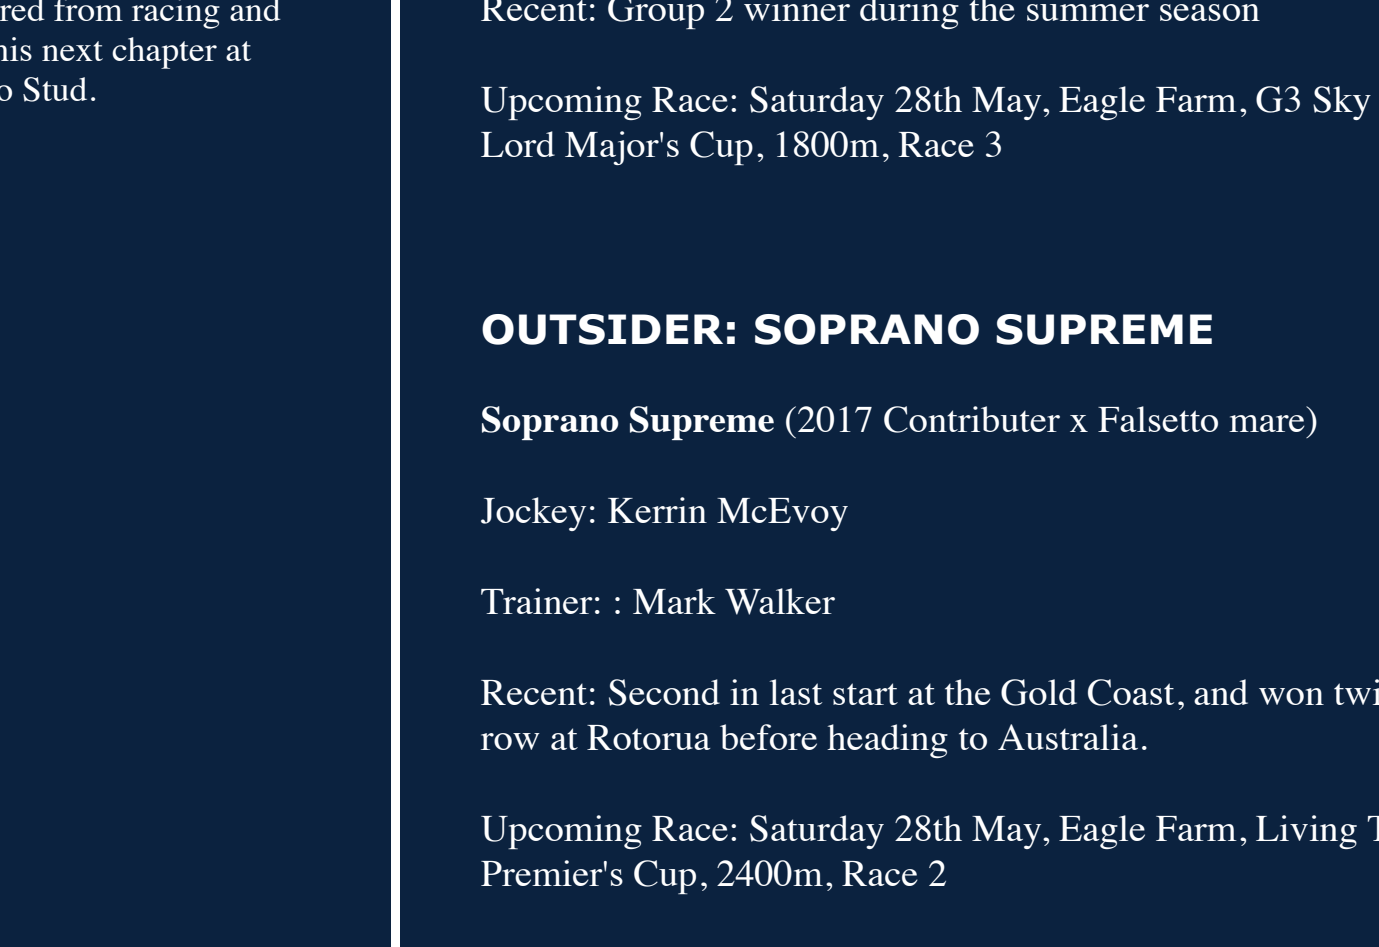 red from racing and
his next chapter at
o Stud.
Recent: Group 2 winner during the summer season
Upcoming Race: Saturday 28th May, Eagle Farm, G3 Sky
Lord Major's Cup, 1800m, Race 3
OUTSIDER: SOPRANO SUPREME
Soprano Supreme (2017 Contributer x Falsetto mare)
Jockey: Kerrin McEvoy
Trainer: : Mark Walker
Recent: Second in last start at the Gold Coast, and won twi
row at Rotorua before heading to Australia.
Upcoming Race: Saturday 28th May, Eagle Farm, Living T
Premier's Cup, 2400m, Race 2